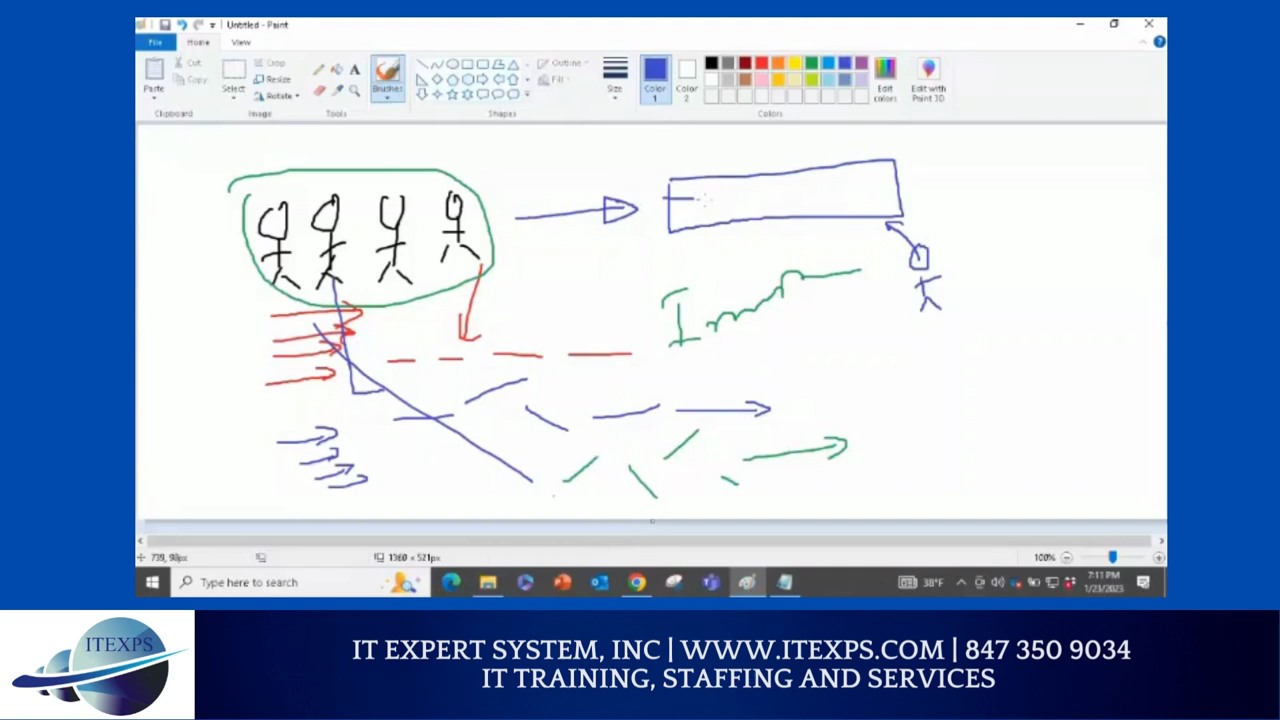 Untitled - Paint
File Home View
Paste
Cut
Copy
Clipboard
Select
Crop
Resize
Rotate
Image
Tools
Brushes
Shapes
Outline
Fill
Size
Color 1
Color 2
Colors
Edit colors
Edit with Paint 3D
739, 98px
1360 × 521px
100%
Type here to search
38°F
7:11 PM
1/23/2023
ITEXPS
IT EXPERT SYSTEM, INC | WWW.ITEXPS.COM | 847 350 9034
IT TRAINING, STAFFING AND SERVICES